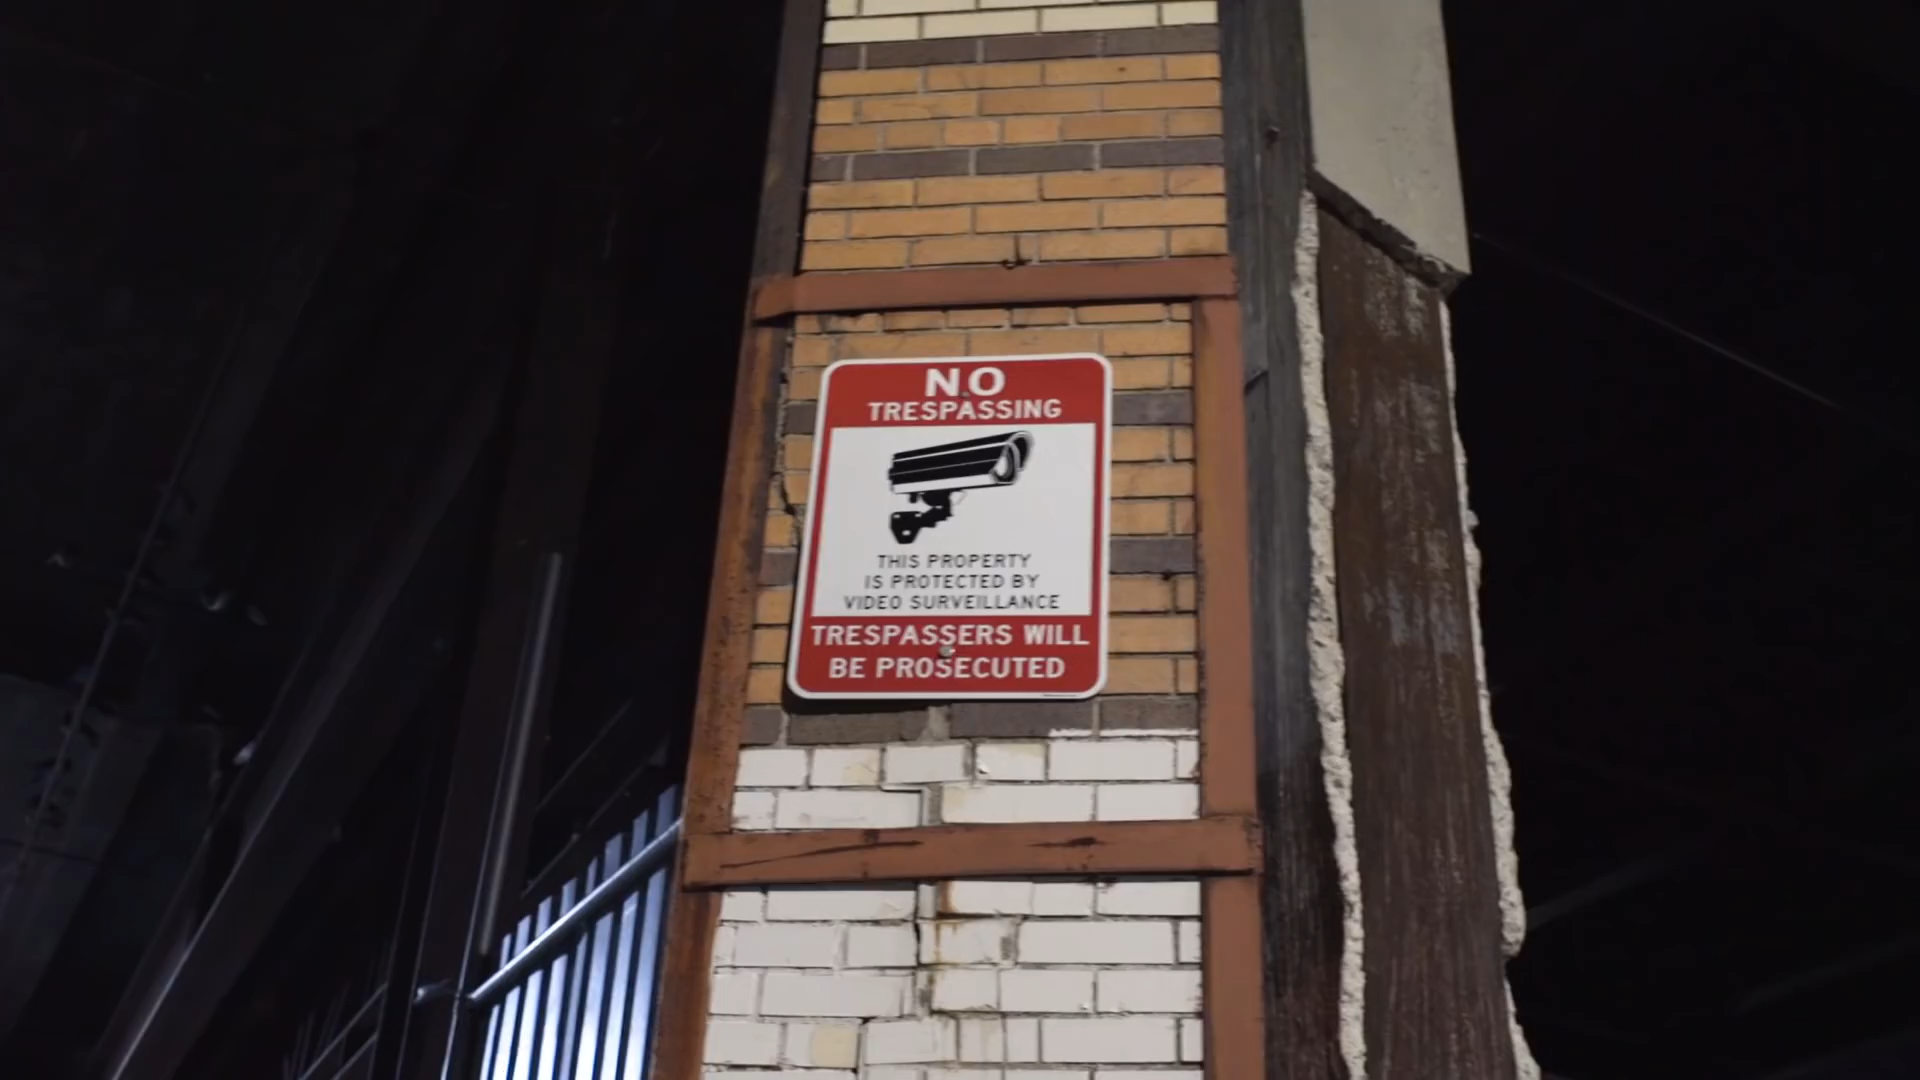 NO
TRESPASSING
THIS PROPERTY
IS PROTECTED BY
VIDEO SURVEILLANCE
TRESPASSERS WILL
BE PROSECUTED